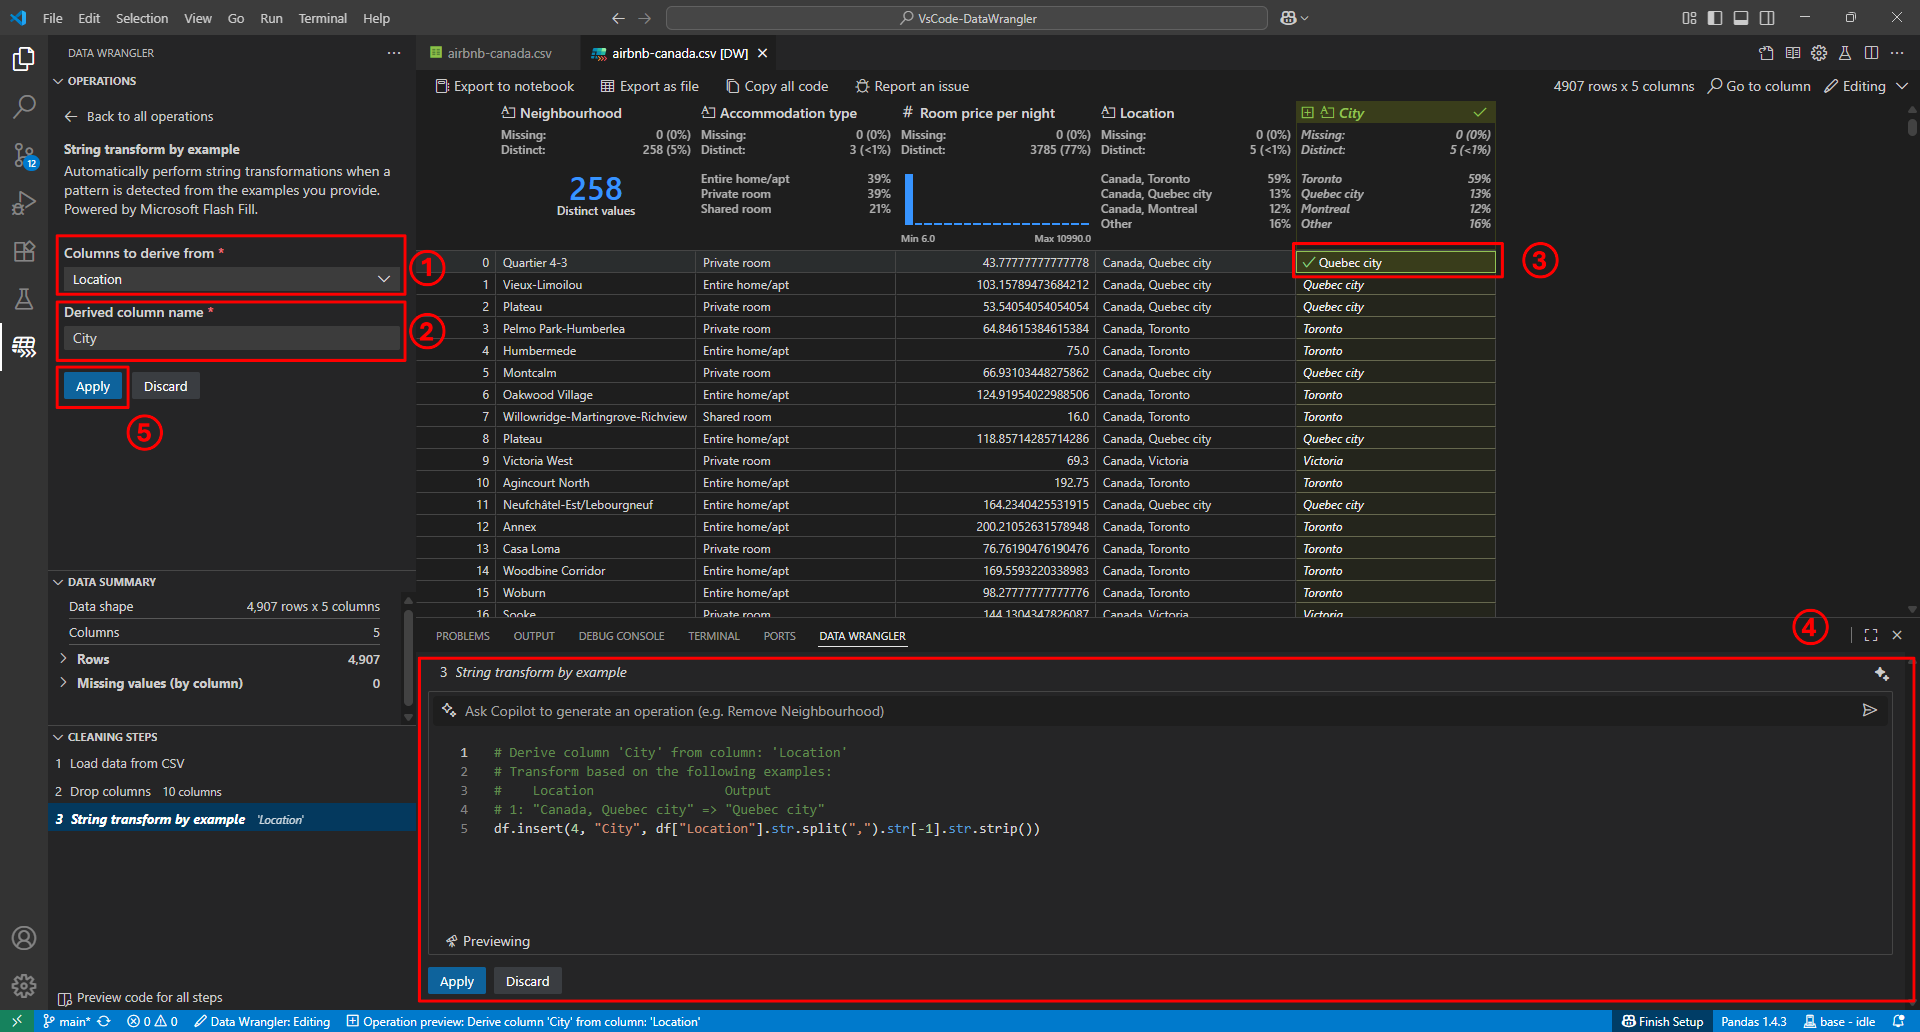 File Edit Selection View Go Run Terminal Help
VsCode-DataWrangler
DATA WRANGLER
OPERATIONS
Back to all operations
String transform by example
Automatically perform string transformations when a
pattern is detected from the examples you provide.
Powered by Microsoft Flash Fill.
Columns to derive from *
Location
1
Derived column name *
City
2
Apply Discard
5
DATA SUMMARY
Data shape 4,907 rows x 5 columns
Columns 5
Rows 4,907
Missing values (by column) 0
CLEANING STEPS
1 Load data from CSV
2 Drop columns 10 columns
3 String transform by example 'Location'
Preview code for all steps
12
airbnb-canada.csv airbnb-canada.csv [DW]
Export to notebook Export as file Copy all code Report an issue 4907 rows x 5 columns Go to column Editing
Neighbourhood Accommodation type # Room price per night Location City
Missing: 0 (0%) Missing: 0 (0%) Missing: 0 (0%) Missing: 0 (0%) Missing: 0 (0%)
Distinct: 258 (5%) Distinct: 3 (<1%) Distinct: 3785 (77%) Distinct: 5 (<1%) Distinct: 5 (<1%)
258
Distinct values
Entire home/apt 39%
Private room 39%
Shared room 21%
Min 6.0 Max 10990.0
Canada, Toronto 59%
Canada, Quebec city 13%
Canada, Montreal 12%
Other 16%
Toronto 59%
Quebec city 13%
Montreal 12%
Other 16%
0 Quartier 4-3 Private room 43.77777777777778 Canada, Quebec city Quebec city
3
1 Vieux-Limoilou Entire home/apt 103.15789473684212 Canada, Quebec city Quebec city
2 Plateau Private room 53.54054054054054 Canada, Quebec city Quebec city
3 Pelmo Park-Humberlea Private room 64.84615384615384 Canada, Toronto Toronto
4 Humbermede Entire home/apt 75.0 Canada, Toronto Toronto
5 Montcalm Private room 66.93103448275862 Canada, Quebec city Quebec city
6 Oakwood Village Entire home/apt 124.91954022988506 Canada, Toronto Toronto
7 Willowridge-Martingrove-Richview Shared room 16.0 Canada, Toronto Toronto
8 Plateau Entire home/apt 118.85714285714286 Canada, Quebec city Quebec city
9 Victoria West Private room 69.3 Canada, Victoria Victoria
10 Agincourt North Entire home/apt 192.75 Canada, Toronto Toronto
11 Neufchâtel-Est/Lebourgneuf Entire home/apt 164.2340425531915 Canada, Quebec city Quebec city
12 Annex Entire home/apt 200.21052631578948 Canada, Toronto Toronto
13 Casa Loma Private room 76.76190476190476 Canada, Toronto Toronto
14 Woodbine Corridor Entire home/apt 169.5593220338983 Canada, Toronto Toronto
15 Woburn Entire home/apt 98.27777777777776 Canada, Toronto Toronto
16 Sooke Private room 144.1304347826087 Canada, Victoria Victoria
PROBLEMS OUTPUT DEBUG CONSOLE TERMINAL PORTS DATA WRANGLER
4
3 String transform by example
Ask Copilot to generate an operation (e.g. Remove Neighbourhood)
1 # Derive column 'City' from column: 'Location'
2 # Transform based on the following examples:
3 # Location Output
4 # 1: "Canada, Quebec city" => "Quebec city"
5 df.insert(4, "City", df["Location"].str.split(",").str[-1].str.strip())
Previewing
Apply Discard
main* 0 0 Data Wrangler: Editing Operation preview: Derive column 'City' from column: 'Location' Finish Setup Pandas 1.4.3 base - idle